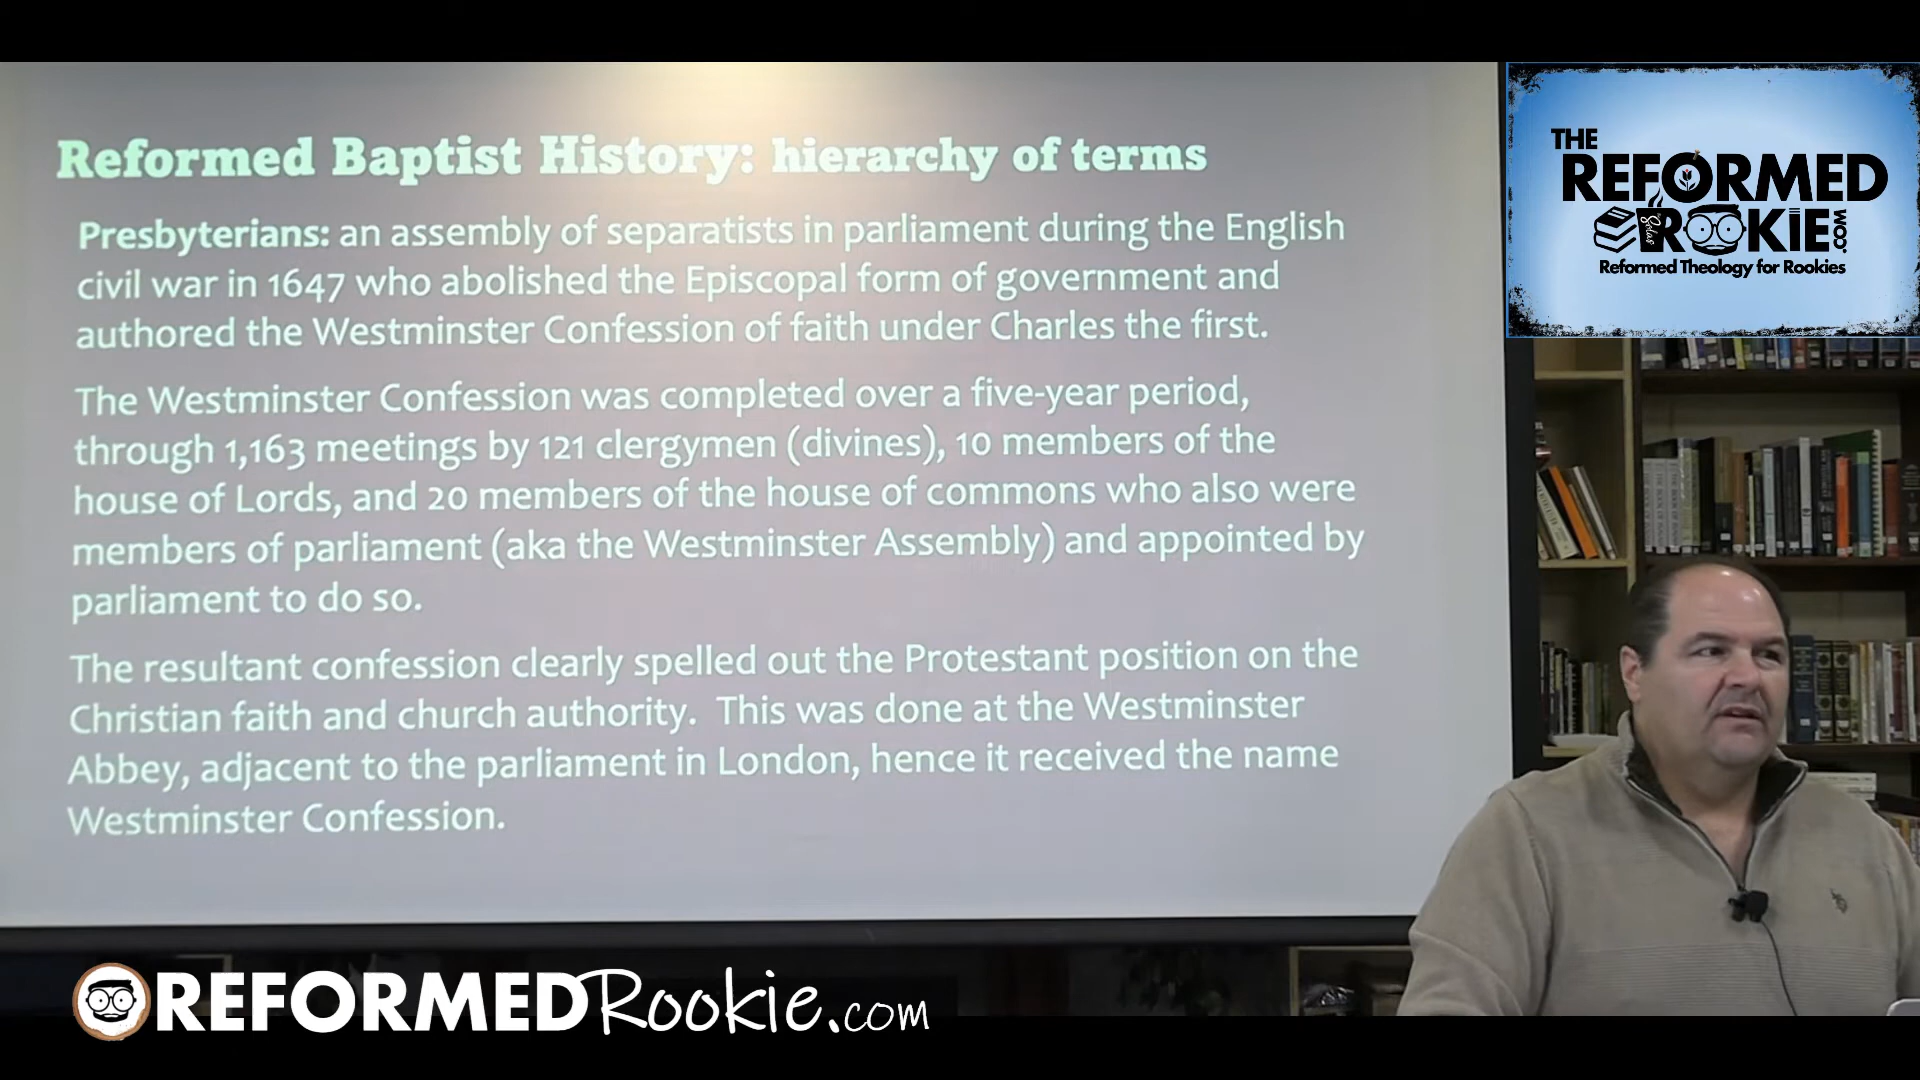 Reformed Baptist History: hierarchy of terms
Presbyterians: an assembly of separatists in parliament during the English
civil war in 1647 who abolished the Episcopal form of government and
authored the Westminster Confession of faith under Charles the first.
The Westminster Confession was completed over a five-year period,
through 1,163 meetings by 121 clergymen (divines), 10 members of the
house of Lords, and 20 members of the house of commons who also were
members of parliament (aka the Westminster Assembly) and appointed by
parliament to do so.
The resultant confession clearly spelled out the Protestant position on the
Christian faith and church authority. This was done at the Westminster
Abbey, adjacent to the parliament in London, hence it received the name
Westminster Confession.
THE
REFORMED
ROOKIE.COM
Solas
Reformed Theology for Rookies
REFORMEDRookie.com